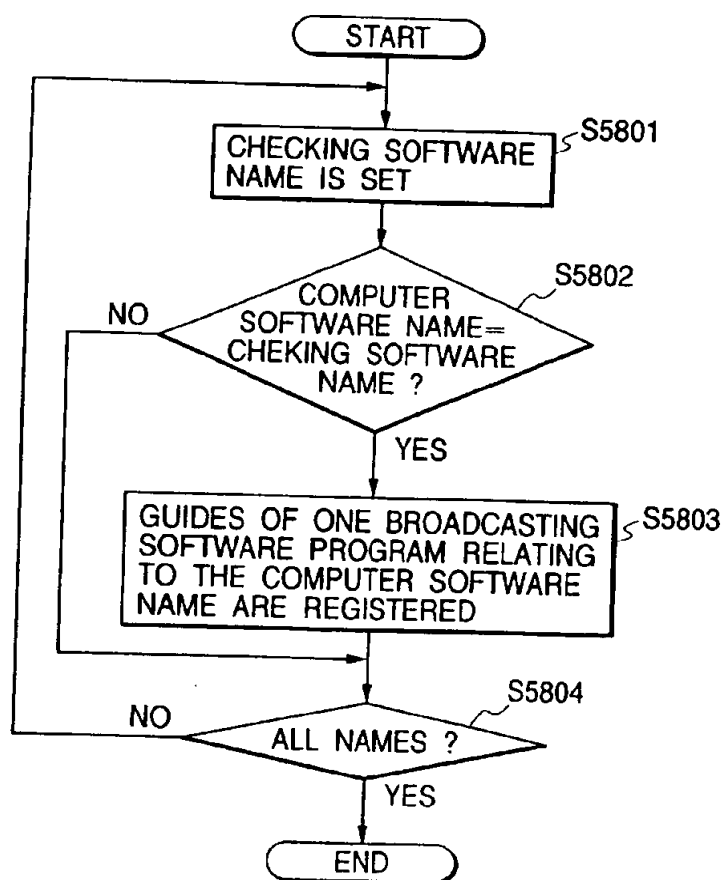 START
S5801
CHECKING SOFTWARE
NAME IS SET
S5802
COMPUTER
SOFTWARE NAME=
CHEKING SOFTWARE
NAME ?
NO
YES
S5803
GUIDES OF ONE BROADCASTING
SOFTWARE PROGRAM RELATING
TO THE COMPUTER SOFTWARE
NAME ARE REGISTERED
S5804
NO
ALL NAMES ?
YES
END